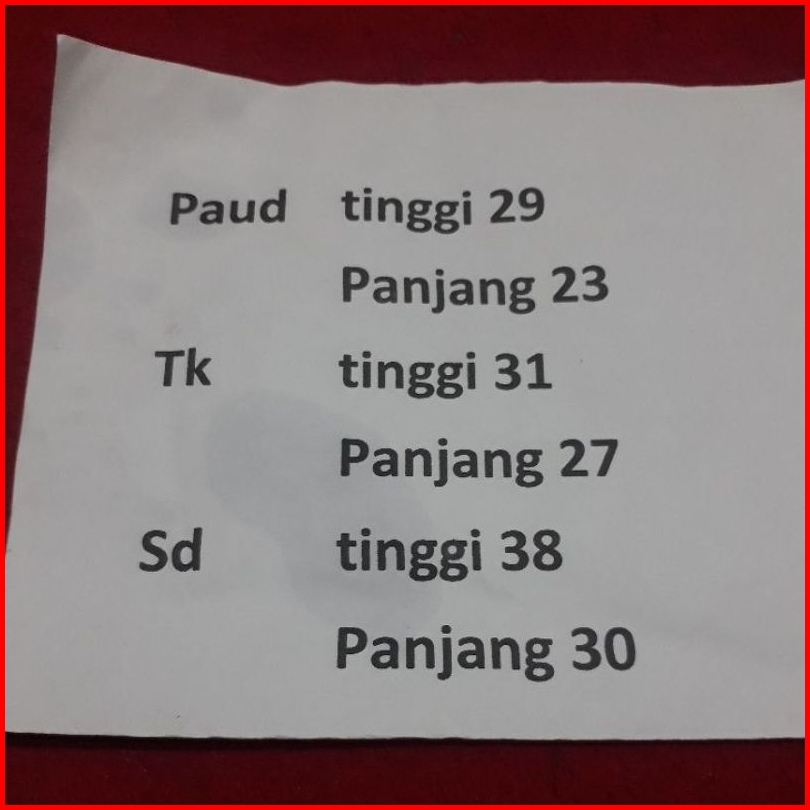 Paud tinggi 29
Panjang 23
Tk tinggi 31
Panjang 27
Sd tinggi 38
Panjang 30